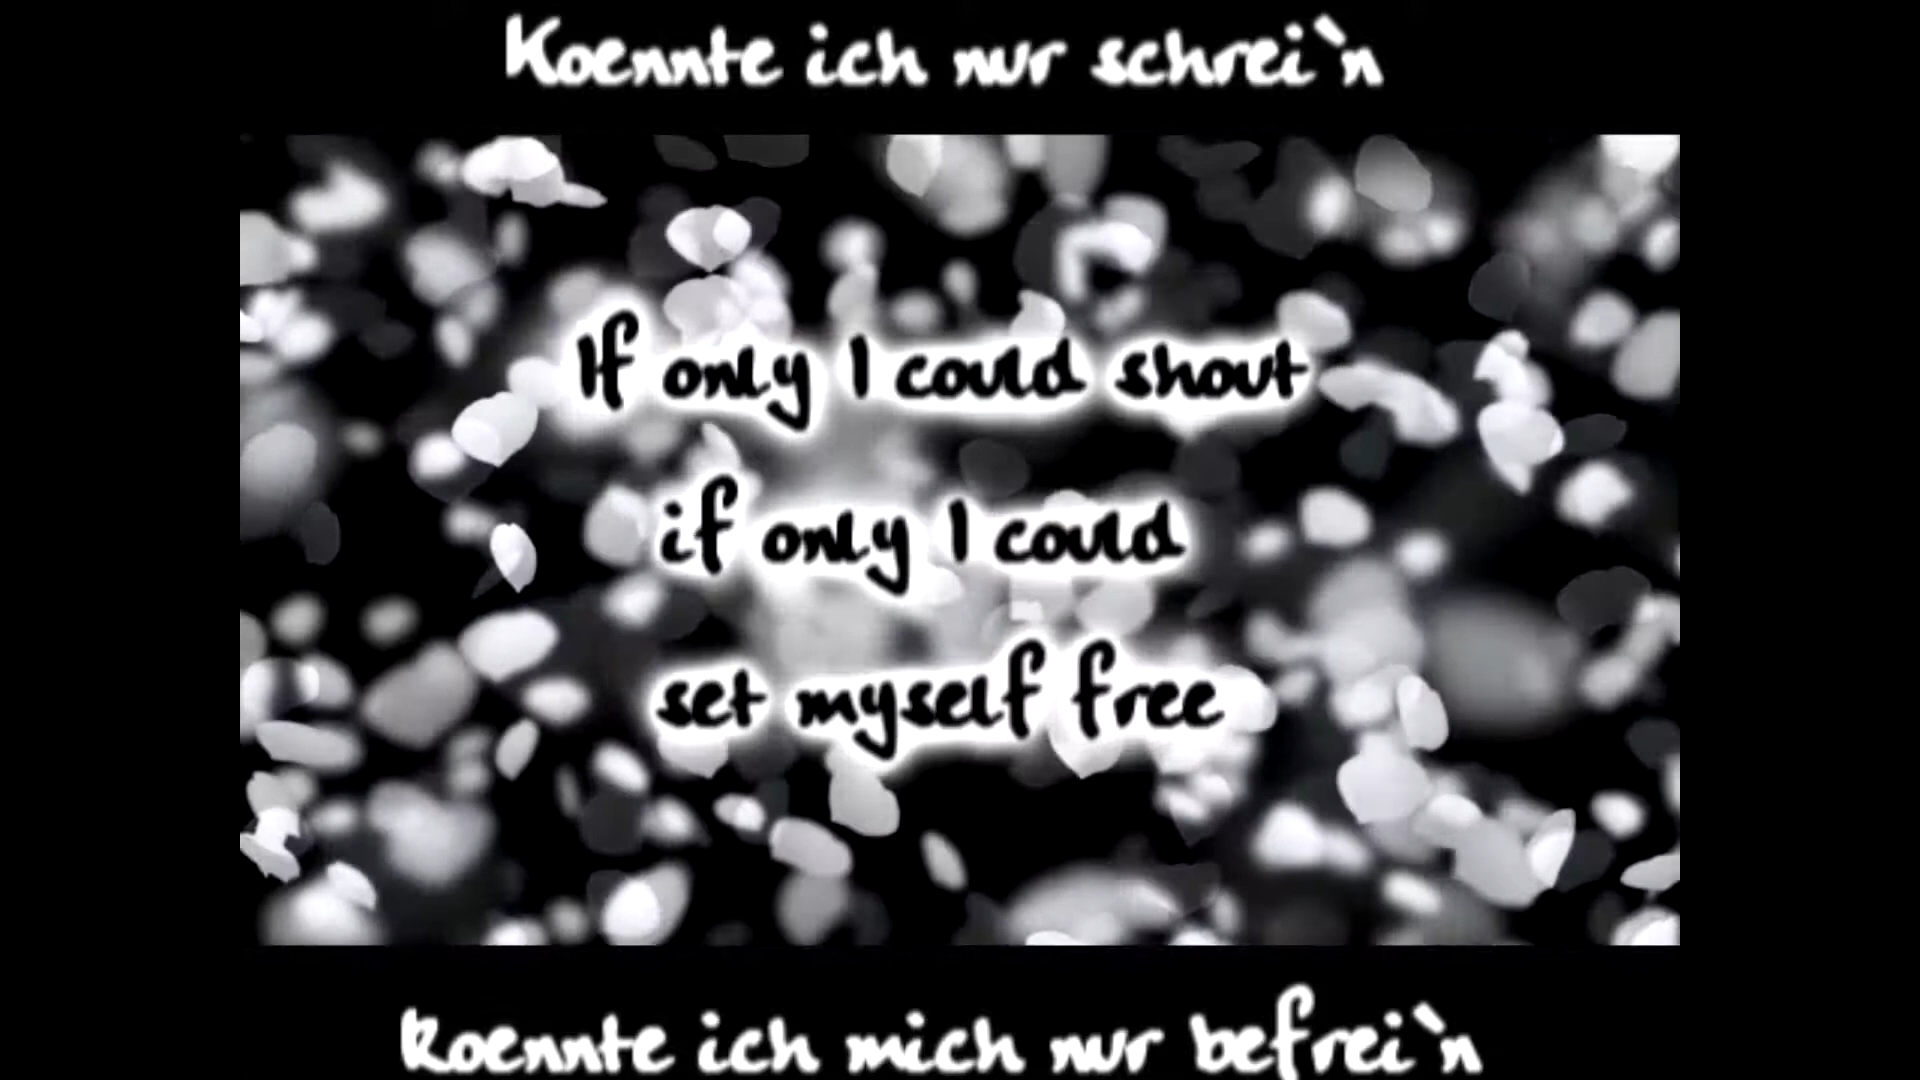 Koennte ich nur schrei`n
If only I could shout
if only I could
set myself free
koennte ich mich nur befrei`n